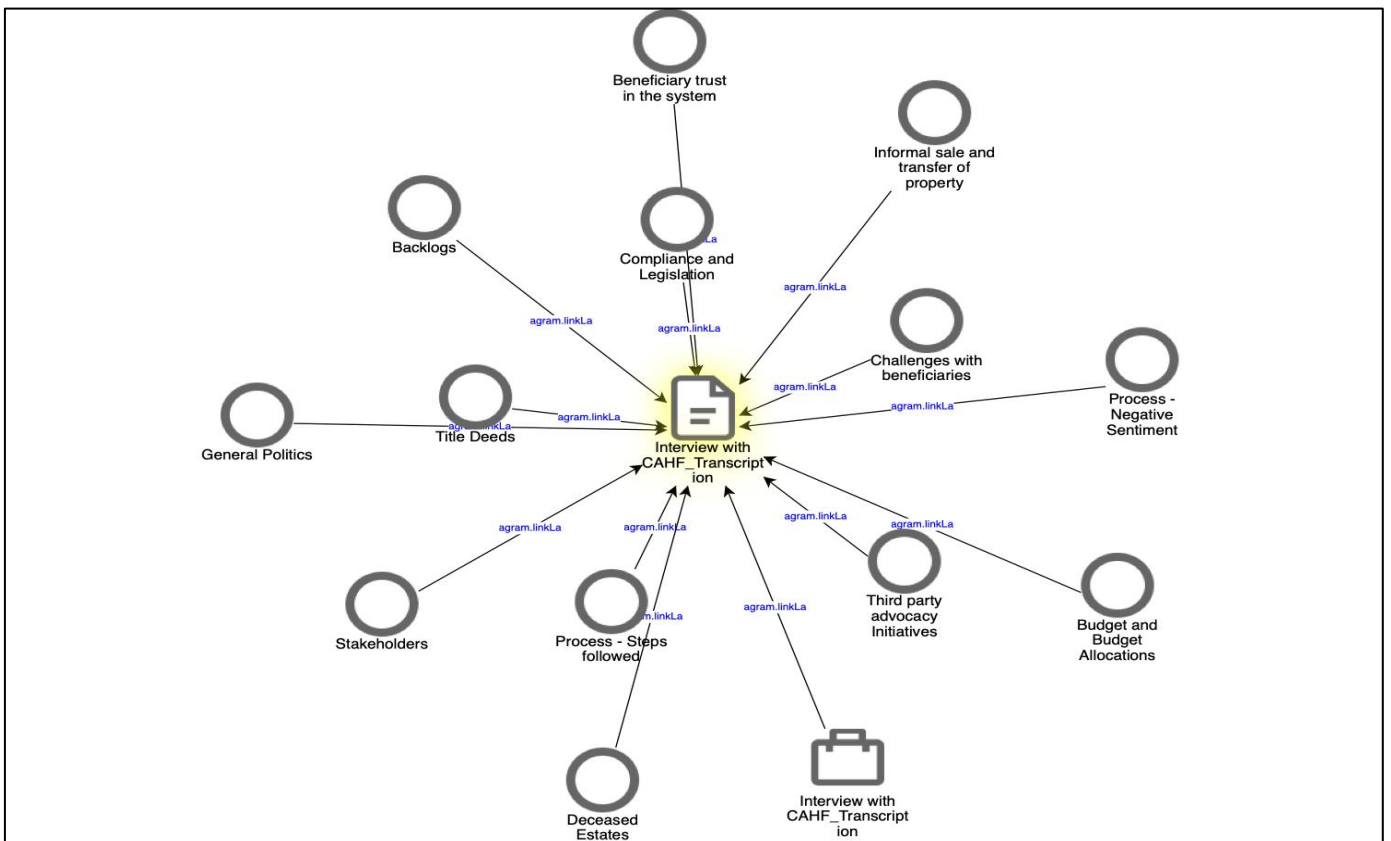 Beneficiary trust
in the system
Informal sale and
transfer of
property
Backlogs
Compliance and
Legislation
agram.linkLa
agram.linkLa
agram.linkLa
Challenges with
beneficiaries
agram.linkLa
Process -
Negative
Sentiment
agram.linkLa
Title Deeds
agram.linkLa
General Politics
Interview with
CAHF_Transcript
ion
agram.linkLa
Stakeholders
agram.linkLa
agram.linkLa
agram.linkLa
Process - Steps
followed
m.linkLa
Third party
advocacy
Initiatives
agram.linkLa
Budget and
Budget
Allocations
agram.linkLa
Deceased
Estates
Interview with
CAHF_Transcript
ion